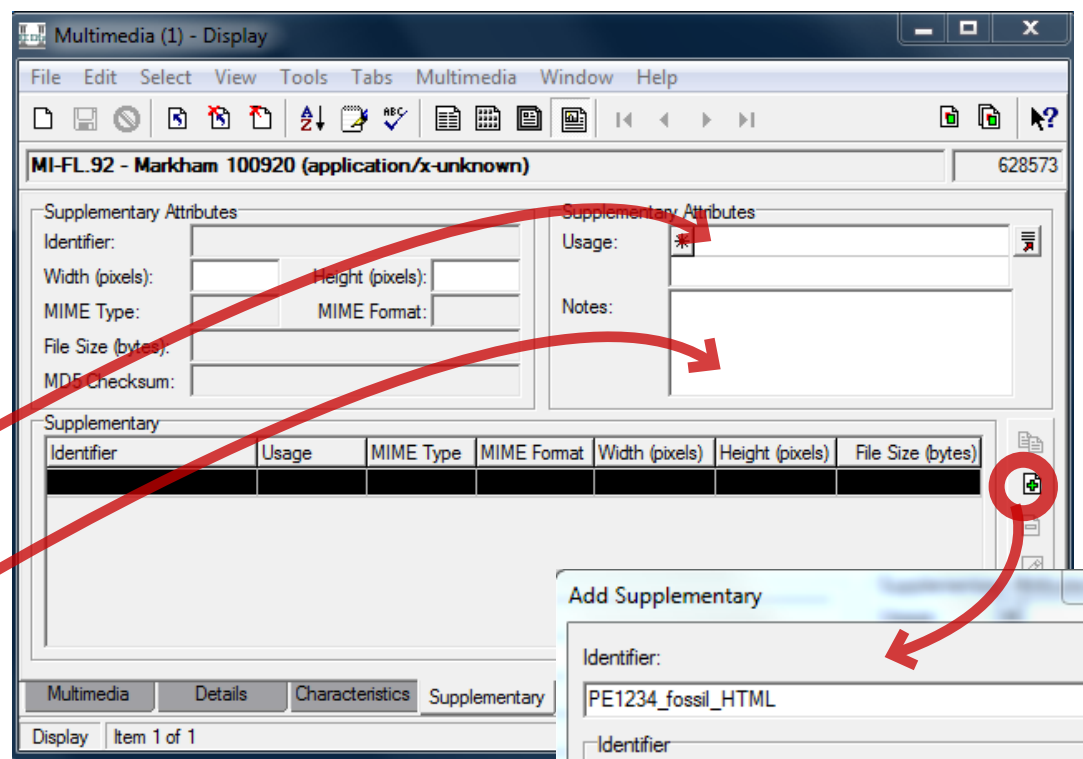 Multimedia (1) - Display
File Edit Select View Tools Tabs Multimedia Window Help
MI-FL.92 - Markham 100920 (application/x-unknown) 628573
Supplementary Attributes
Identifier:
Width (pixels): Height (pixels):
MIME Type: MIME Format:
File Size (bytes):
MD5 Checksum:
Supplementary Attributes
Usage:
Notes:
Supplementary
Identifier Usage MIME Type MIME Format Width (pixels) Height (pixels) File Size (bytes)
Multimedia Details Characteristics Supplementary
Display Item 1 of 1
Add Supplementary
Identifier:
PE1234_fossil_HTML
Identifier